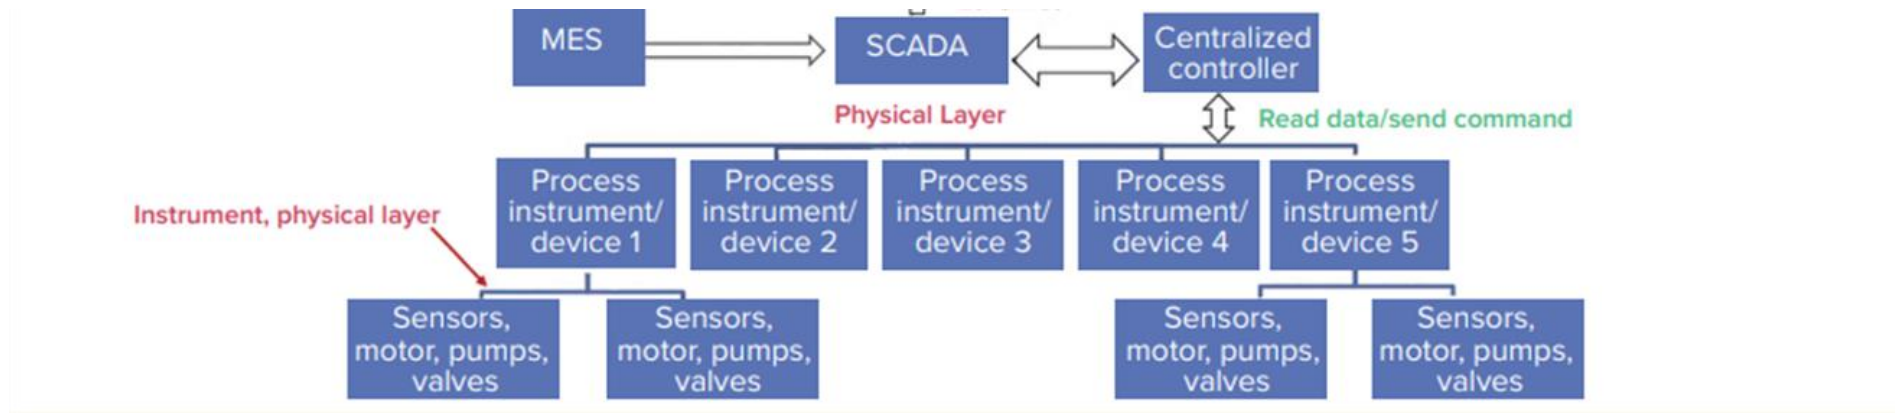 MES
SCADA
Centralized
controller
Physical Layer
Read data/send command
Process
instrument/
device 1
Process
instrument/
device 2
Process
instrument/
device 3
Process
instrument/
device 4
Process
instrument/
device 5
Instrument, physical layer
Sensors,
motor, pumps,
valves
Sensors,
motor, pumps,
valves
Sensors,
motor, pumps,
valves
Sensors,
motor, pumps,
valves